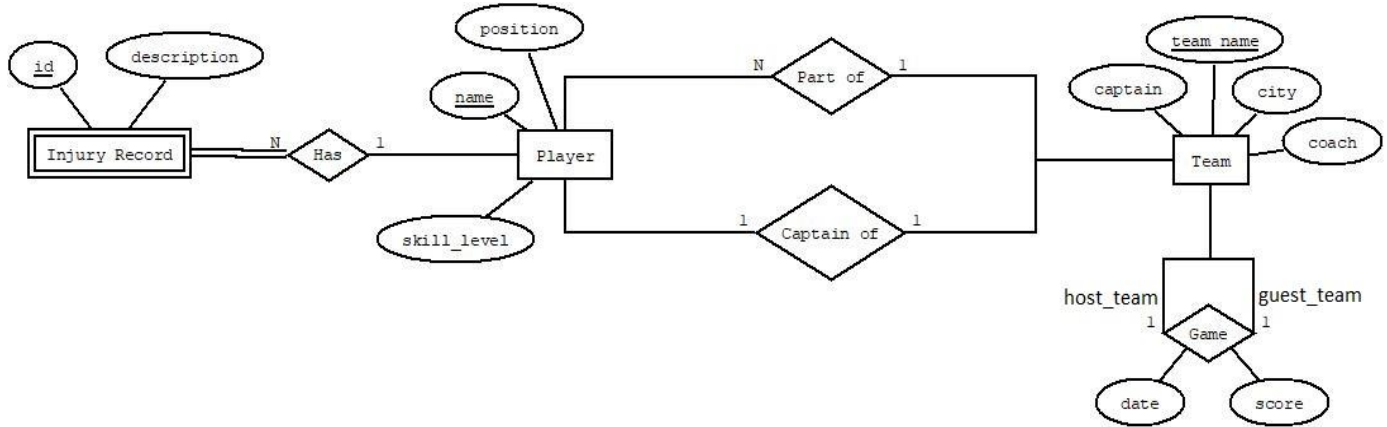 id
description
position
name
skill_level
Injury Record
N
Has
1
Player
N
Part of
1
1
Captain of
1
team name
captain
city
coach
Team
host_team
guest_team
1
Game
1
date
score